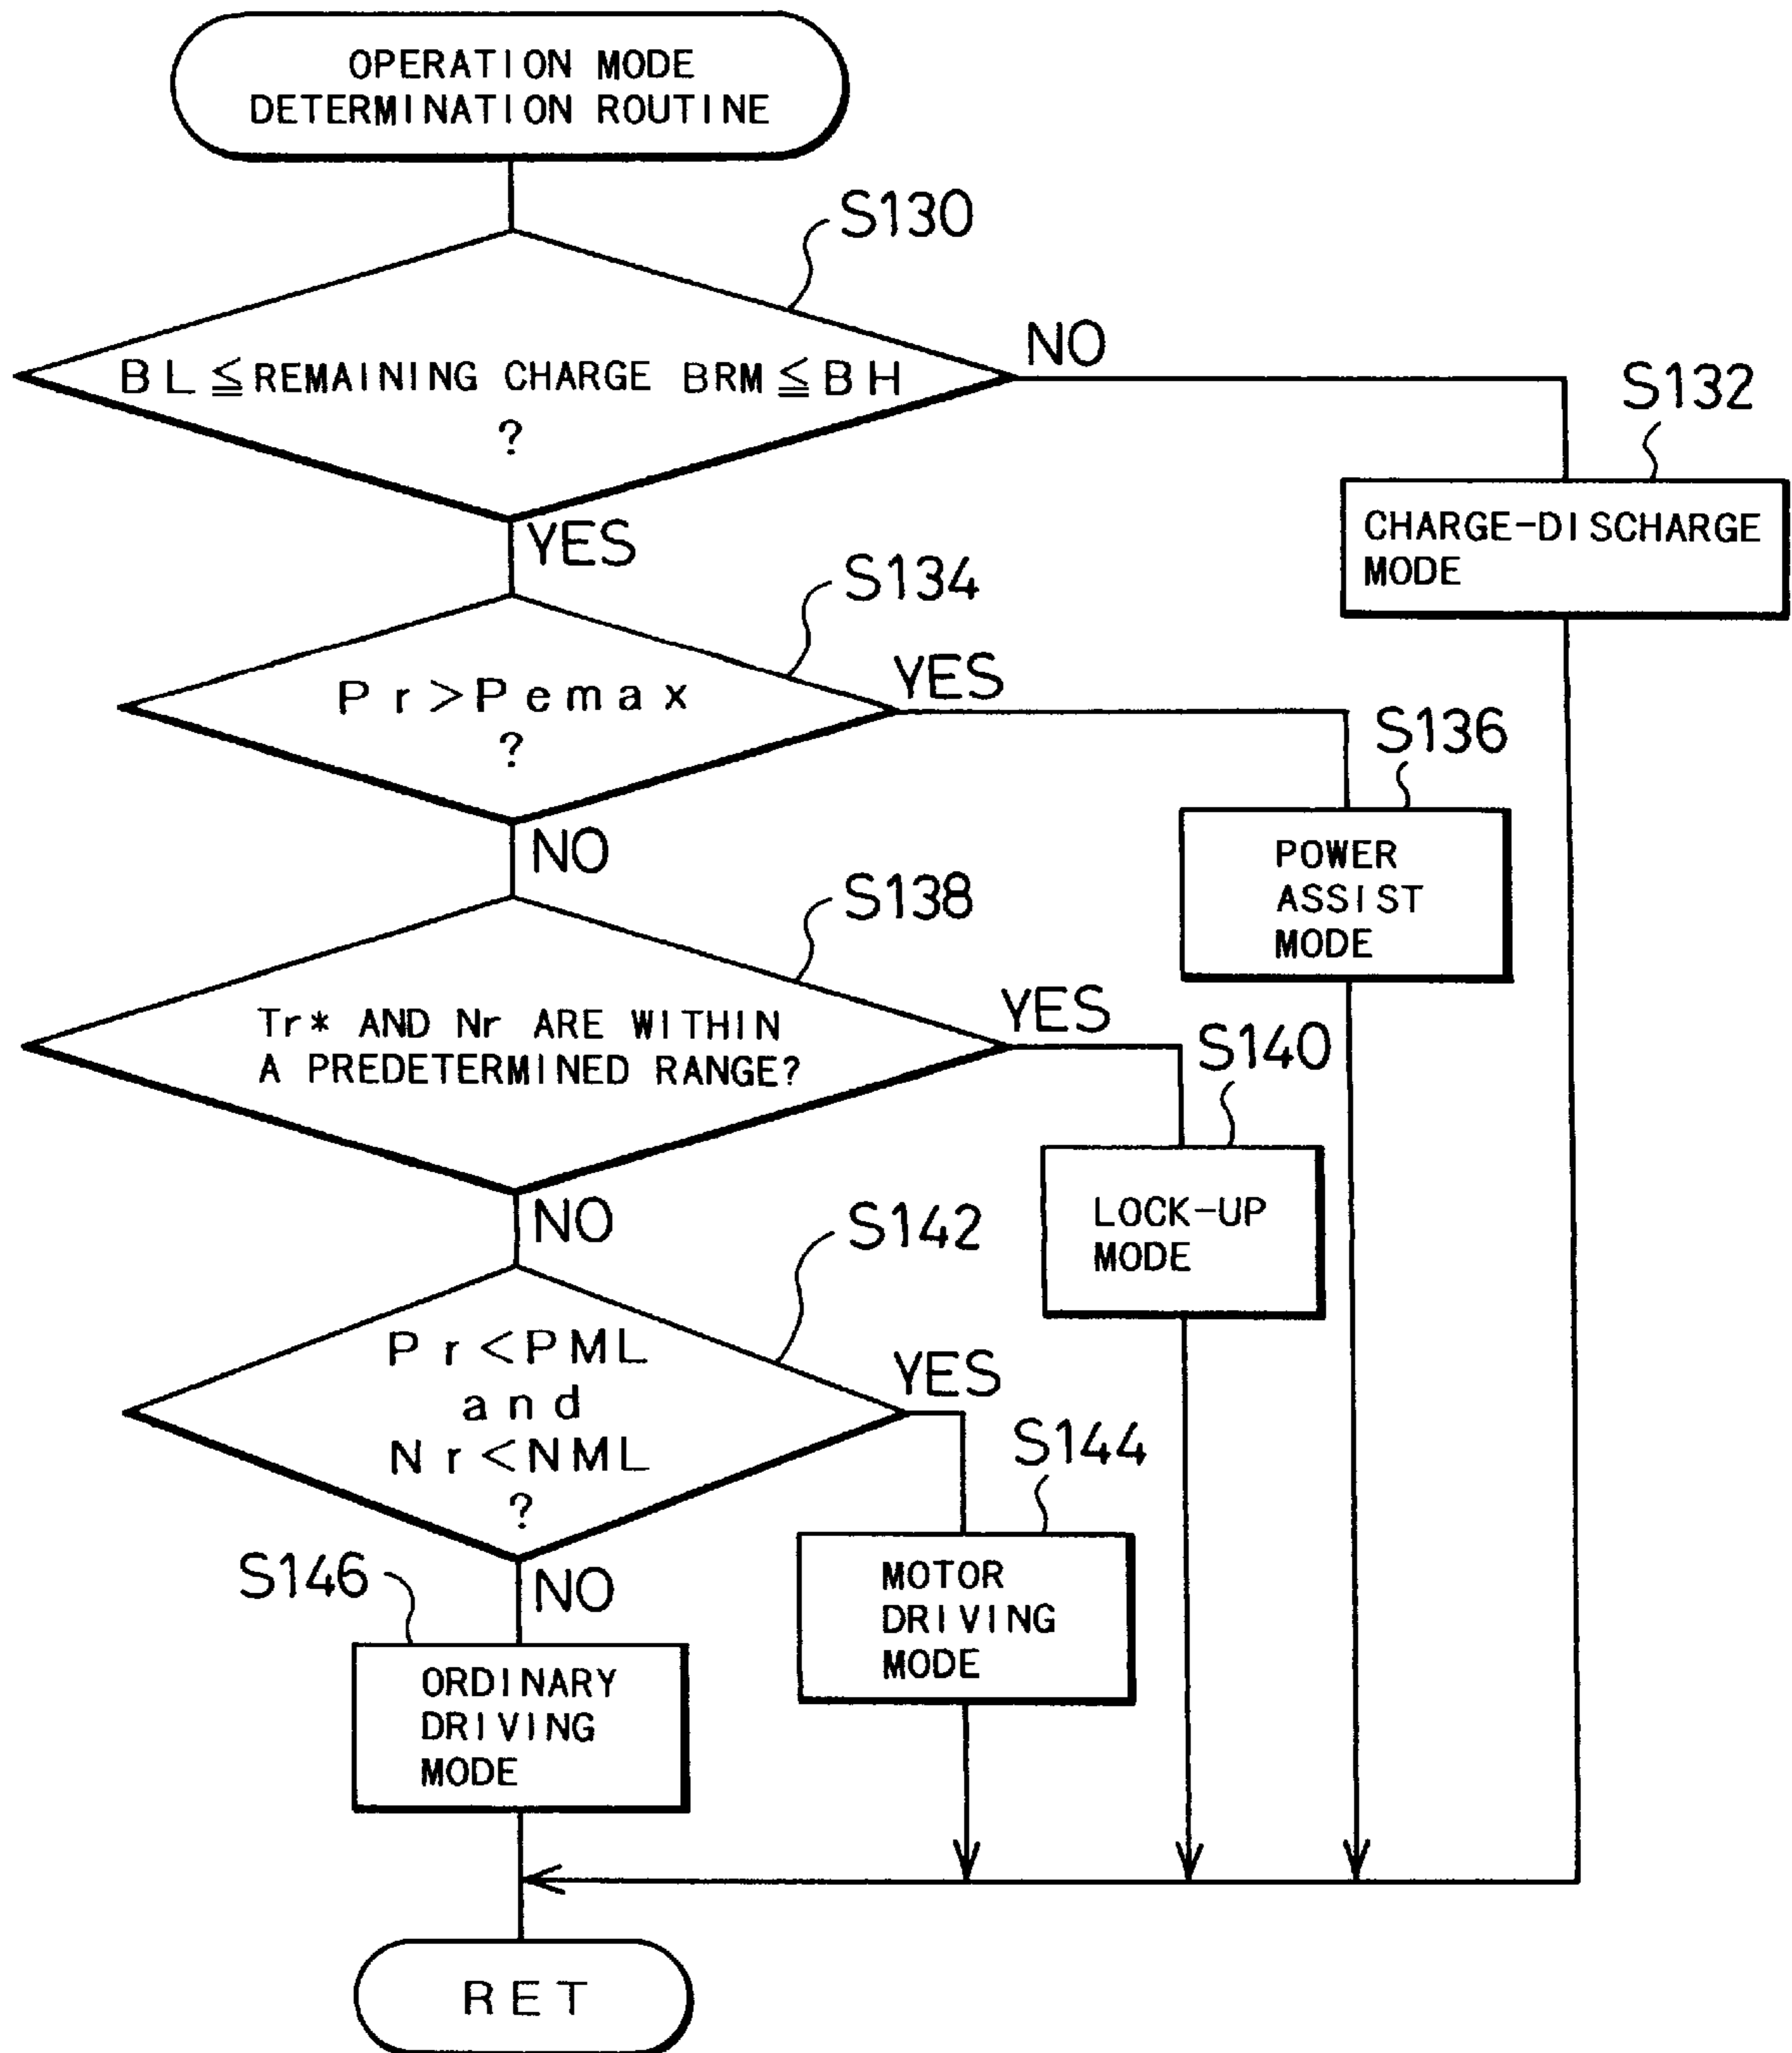 OPERATION MODE
DETERMINATION ROUTINE
S130
BL≦REMAINING CHARGE BRM≦BH
?
NO
S132
CHARGE-DISCHARGE
MODE
YES
S134
Pr>Pemax
?
YES
S136
POWER
ASSIST
MODE
NO
S138
Tr* AND Nr ARE WITHIN
A PREDETERMINED RANGE?
YES
S140
LOCK-UP
MODE
NO
S142
Pr<PML
and
Nr<NML
?
YES
S144
MOTOR
DRIVING
MODE
NO
S146
ORDINARY
DRIVING
MODE
RET